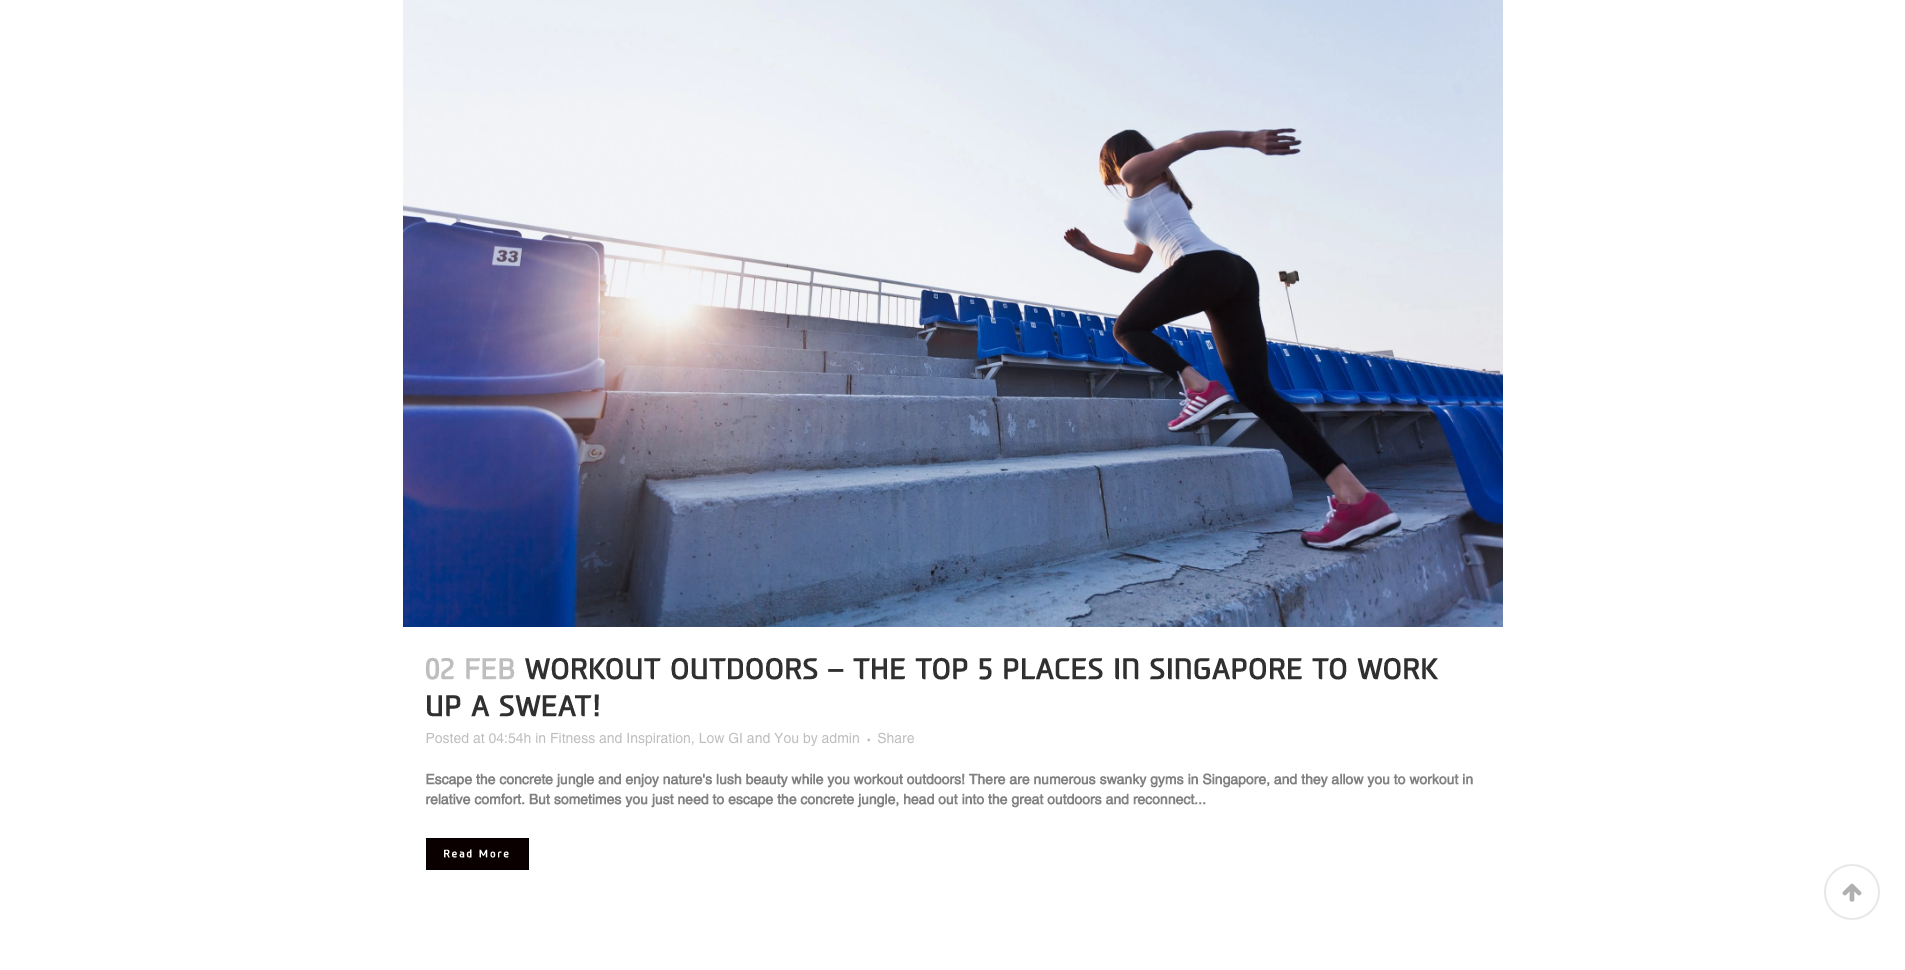 33
02 FEB WORKOUT OUTDOORS – THE TOP 5 PLACES IN SINGAPORE TO WORK
UP A SWEAT!
Posted at 04:54h in Fitness and Inspiration, Low GI and You by admin • Share
Escape the concrete jungle and enjoy nature's lush beauty while you workout outdoors! There are numerous swanky gyms in Singapore, and they allow you to workout in
relative comfort. But sometimes you just need to escape the concrete jungle, head out into the great outdoors and reconnect...
Read More